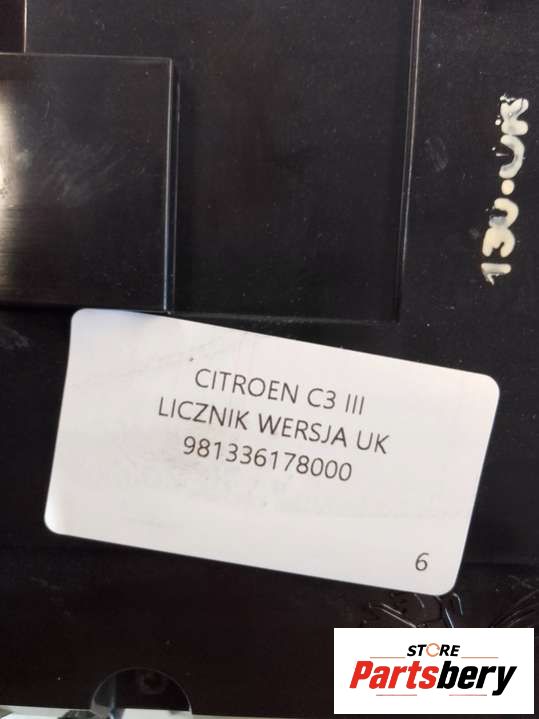 130.UK
CITROEN C3 III
LICZNIK WERSJA UK
981336178000
6
STORE
Partsbery